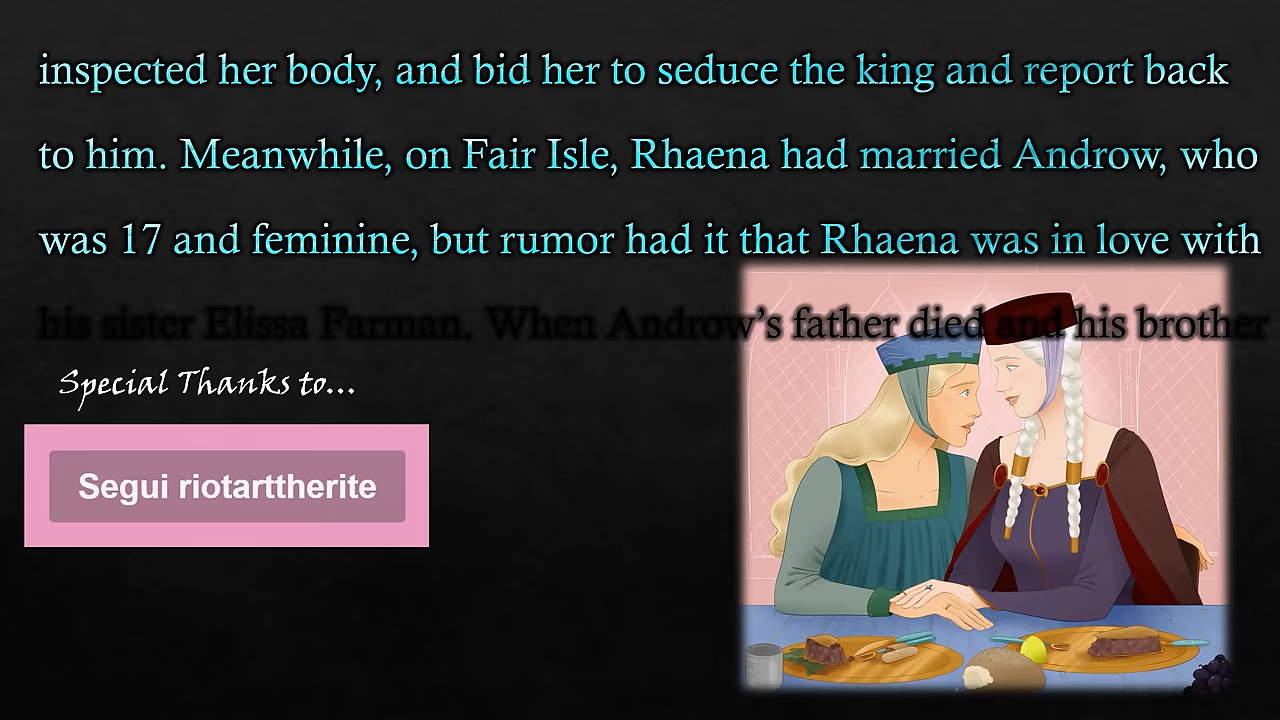 inspected her body, and bid her to seduce the king and report back
to him. Meanwhile, on Fair Isle, Rhaena had married Androw, who
was 17 and feminine, but rumor had it that Rhaena was in love with
his sister Elissa Farman. When Androw's father died and his brother
Special Thanks to...
Segui riotarttherite